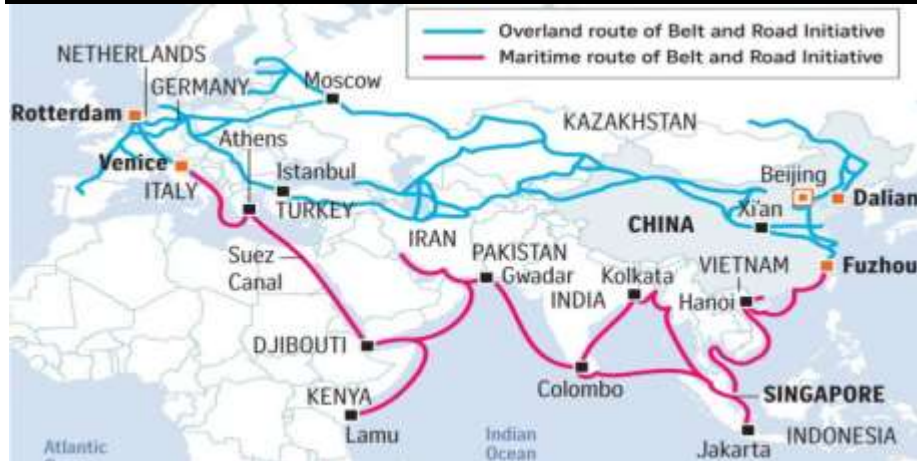 Overland route of Belt and Road Initiative
Maritime route of Belt and Road Initiative
NETHERLANDS
GERMANY
Moscow
Rotterdam
KAZAKHSTAN
Athens
Venice
Istanbul
Beijing
ITALY
TURKEY
Xi'an
Dalian
CHINA
IRAN
Suez
Canal
PAKISTAN
Gwadar
Kolkata
VIETNAM
Fuzhou
INDIA
Hanoi
DJIBOUTI
KENYA
Colombo
SINGAPORE
Lamu
Jakarta
INDONESIA
Atlantic
Indian
Ocean